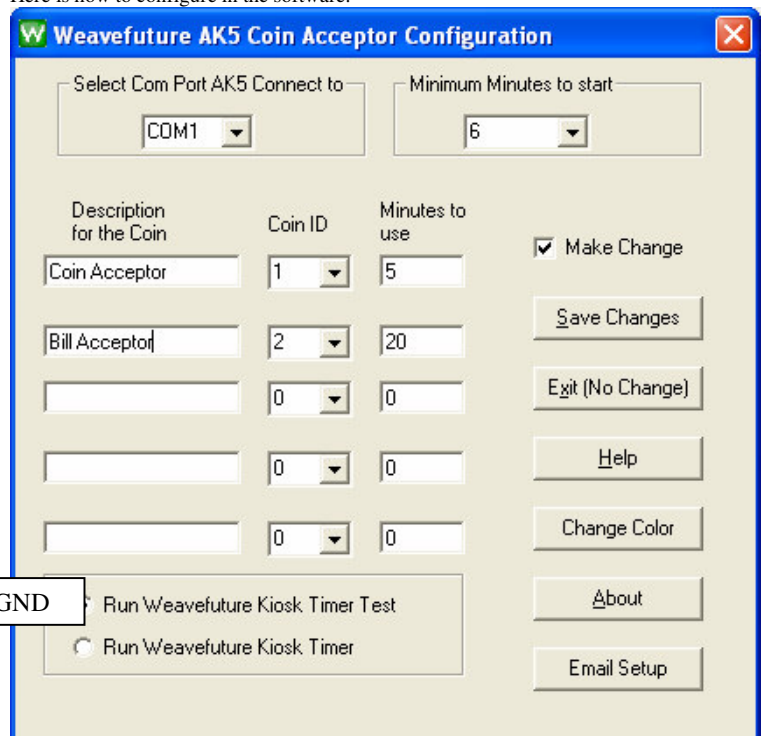 Here is how to configure in the software:
W Weavefuture AK5 Coin Acceptor Configuration
Select Com Port AK5 Connect to
Minimum Minutes to start
COM1
6
Description for the Coin
Coin ID
Minutes to use
Make Change
Coin Acceptor
1
5
Save Changes
Bill Acceptor
2
20
Exit (No Change)
0
0
Help
0
0
Change Color
0
0
GND
Run Weavefuture Kiosk Timer Test
About
Run Weavefuture Kiosk Timer
Email Setup